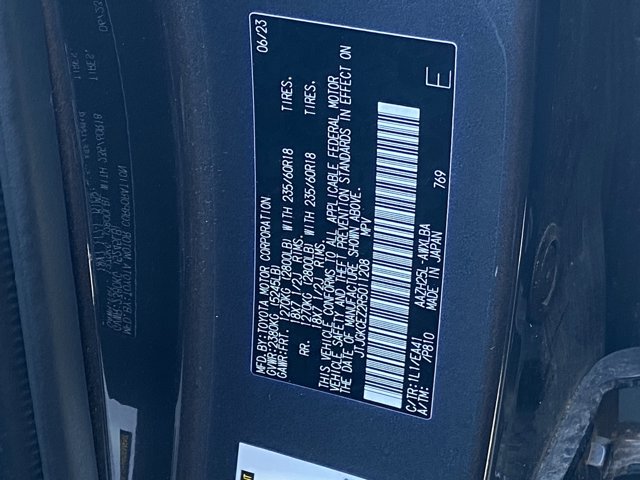 MFD.BY:TOYOTA MOTOR CORPORATION 06/23
GVWR:2380KG (5245LB)
GAWR:FRT. 1270KG (2800LB) WITH 235/60R18 TIRES.
18X7 1/2J RIMS.
RR. 1270KG (2800LB) WITH 235/60R18 TIRES.
18X7 1/2J RIMS.
THIS VEHICLE CONFORMS TO ALL APPLICABLE FEDERAL MOTOR
VEHICLE SAFETY AND THEFT PREVENTION STANDARDS IN EFFECT ON
THE DATE OF MANUFACTURE SHOWN ABOVE.
MPV
C/TR:1L1/EA41 AAZH25L-AWXLBA
A/TM: /P810 MADE IN JAPAN 769
E